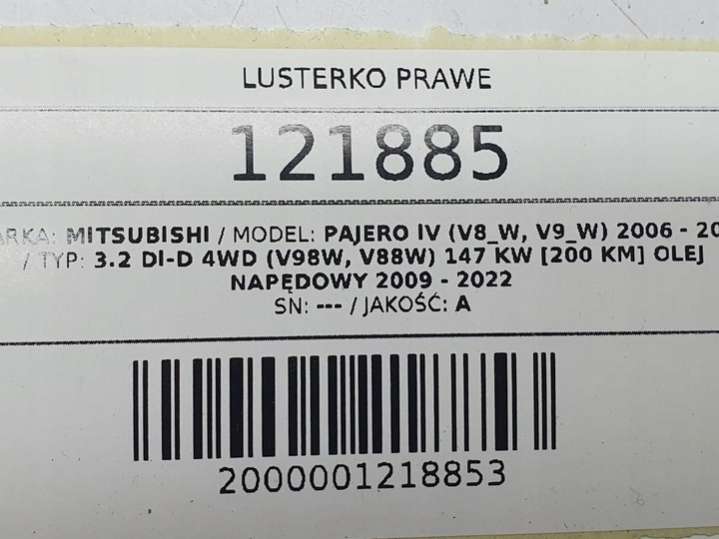 LUSTERKO PRAWE
121885
MITSUBISHI / MODEL: PAJERO IV (V8_W, V9_W) 2006 -
/ TYP: 3.2 DI-D 4WD (V98W, V88W) 147 KW [200 KM] OLEJ
NAPĘDOWY 2009 - 2022
SN: --- / JAKOŚĆ: A
2000001218853